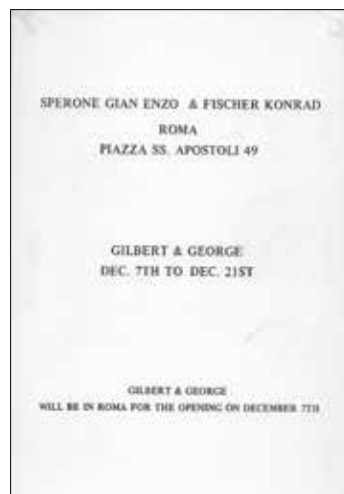 SPERONE GIAN ENZO & FISCHER KONRAD
ROMA
PIAZZA SS. APOSTOLI 49
GILBERT & GEORGE
DEC. 7TH TO DEC. 21ST
GILBERT & GEORGE
WILL BE IN ROMA FOR THE OPENING ON DECEMBER 7TH